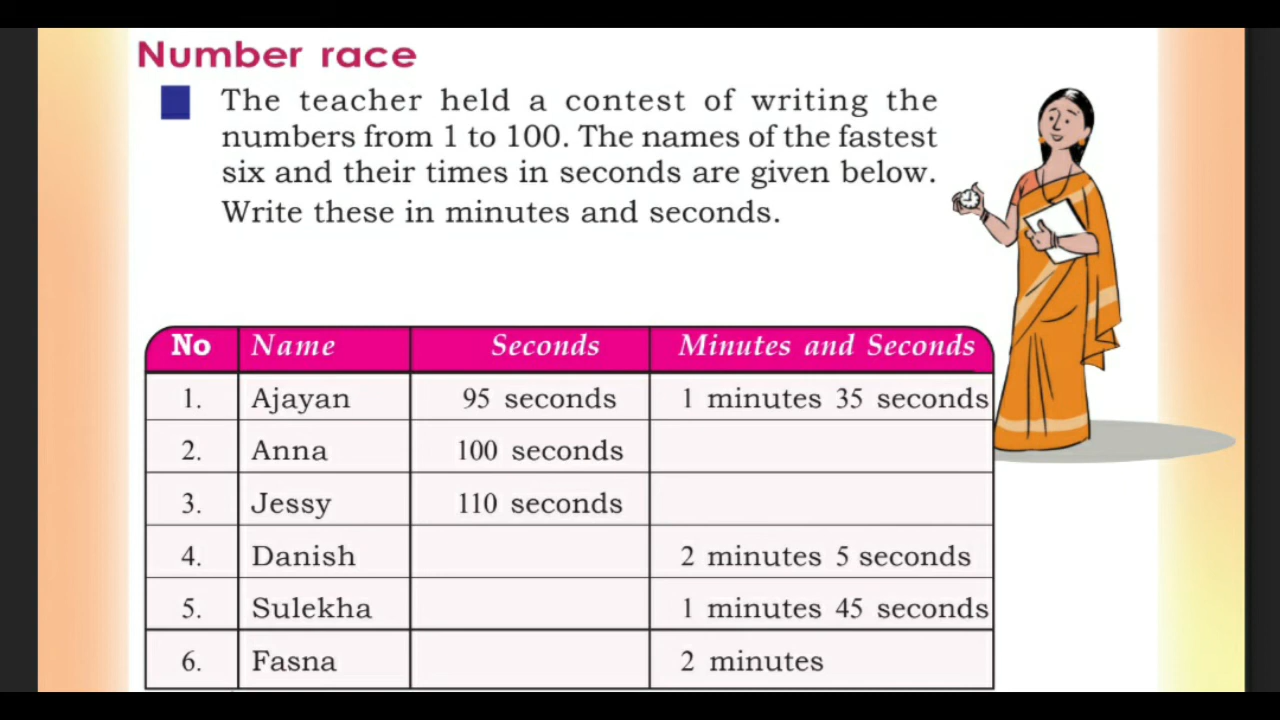 Number race
The teacher held a contest of writing the
numbers from 1 to 100. The names of the fastest
six and their times in seconds are given below.
Write these in minutes and seconds.
No Name Seconds Minutes and Seconds
1. Ajayan 95 seconds 1 minutes 35 seconds
2. Anna 100 seconds
3. Jessy 110 seconds
4. Danish 2 minutes 5 seconds
5. Sulekha 1 minutes 45 seconds
6. Fasna 2 minutes